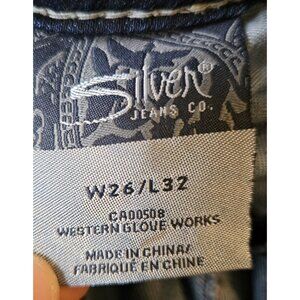 Silver®
JEANS CO.
W26/L32
CA00508
WESTERN GLOVE WORKS
MADE IN CHINA/
FABRIQUÉ EN CHINE